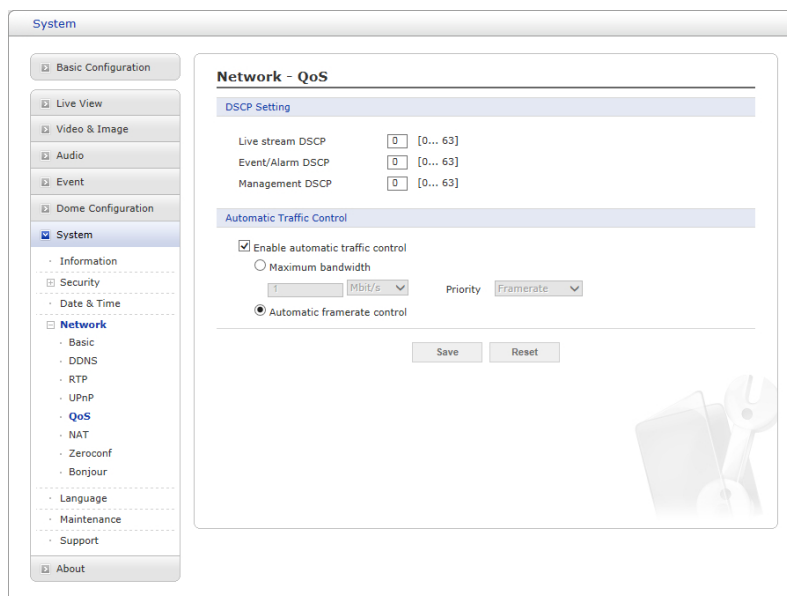 System
Basic Configuration
Live View
Video & Image
Audio
Event
Dome Configuration
System
Information
Security
Date & Time
Network
Basic
DDNS
RTP
UPnP
QoS
NAT
Zeroconf
Bonjour
Language
Maintenance
Support
About
Network - QoS
DSCP Setting
Live stream DSCP 0 [0... 63]
Event/Alarm DSCP 0 [0... 63]
Management DSCP 0 [0... 63]
Automatic Traffic Control
Enable automatic traffic control
Maximum bandwidth
1 Mbit/s Priority Framerate
Automatic framerate control
Save Reset